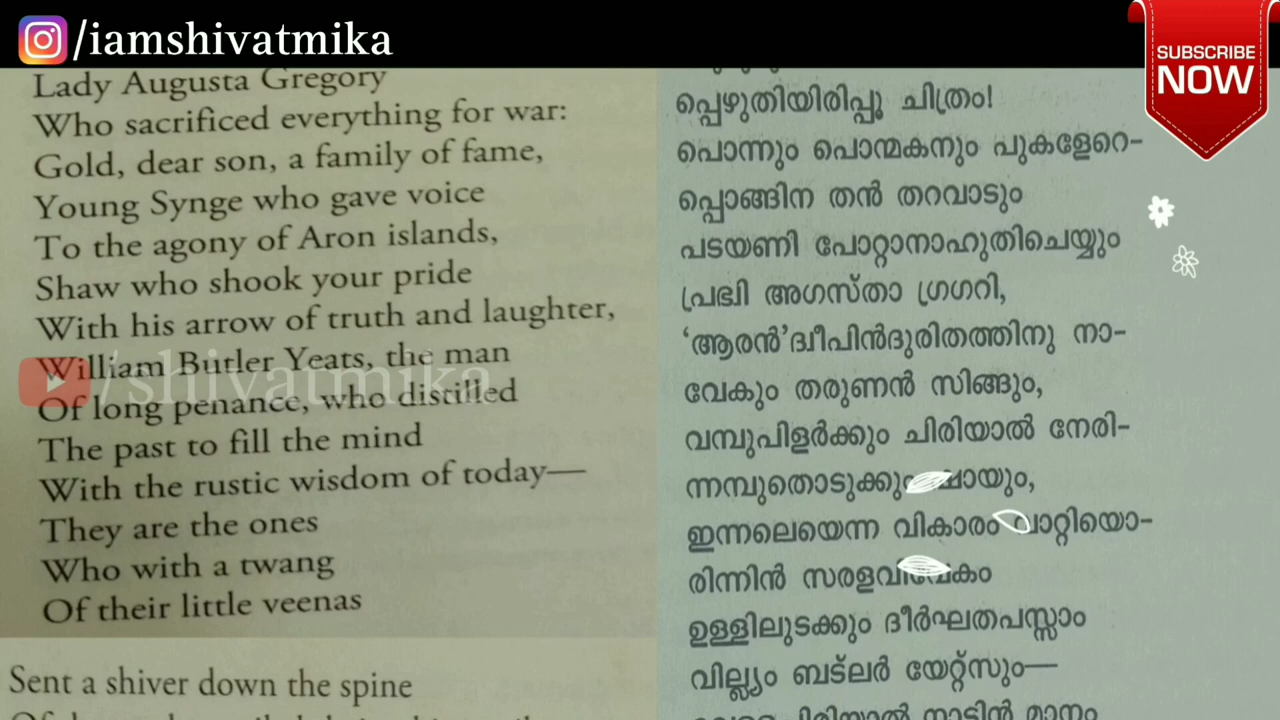 /iamshivatmika
SUBSCRIBE
NOW
Lady Augusta Gregory
Who sacrificed everything for war:
Gold, dear son, a family of fame,
Young Synge who gave voice
To the agony of Aron islands,
Shaw who shook your pride
With his arrow of truth and laughter,
William Butler Yeats, the man
/shivatmika
Of long penance, who distilled
The past to fill the mind
With the rustic wisdom of today—
They are the ones
Who with a twang
Of their little veenas
Sent a shiver down the spine
പ്പെഴുതിയിരിപ്പൂ ചിത്രം!
പൊന്നും പൊന്മകനും പുകളേറെ-
പ്പൊങ്ങിന തൻ തറവാടും
പടയണി പോറ്റാനാഹുതിചെയ്യും
പ്രഭ്വി അഗസ്താ ഗ്രഗറി,
‘ആരൻ’ദ്വീപിൻദുരിതത്തിനു നാ-
വേകും തരുണൻ സിങ്ങും,
വമ്പുപിളർക്കും ചിരിയാൽ നേരി-
ന്നമ്പുതൊടുക്കും
ഇന്നലെയെന്ന വികാരം വാറ്റിയൊ-
രിന്നിൻ സരളവിവേകം
ഉള്ളിലുടക്കും ദീർഘതപസ്സാം
വില്ല്യം ബട്‌ലർ യേറ്റ്സും—